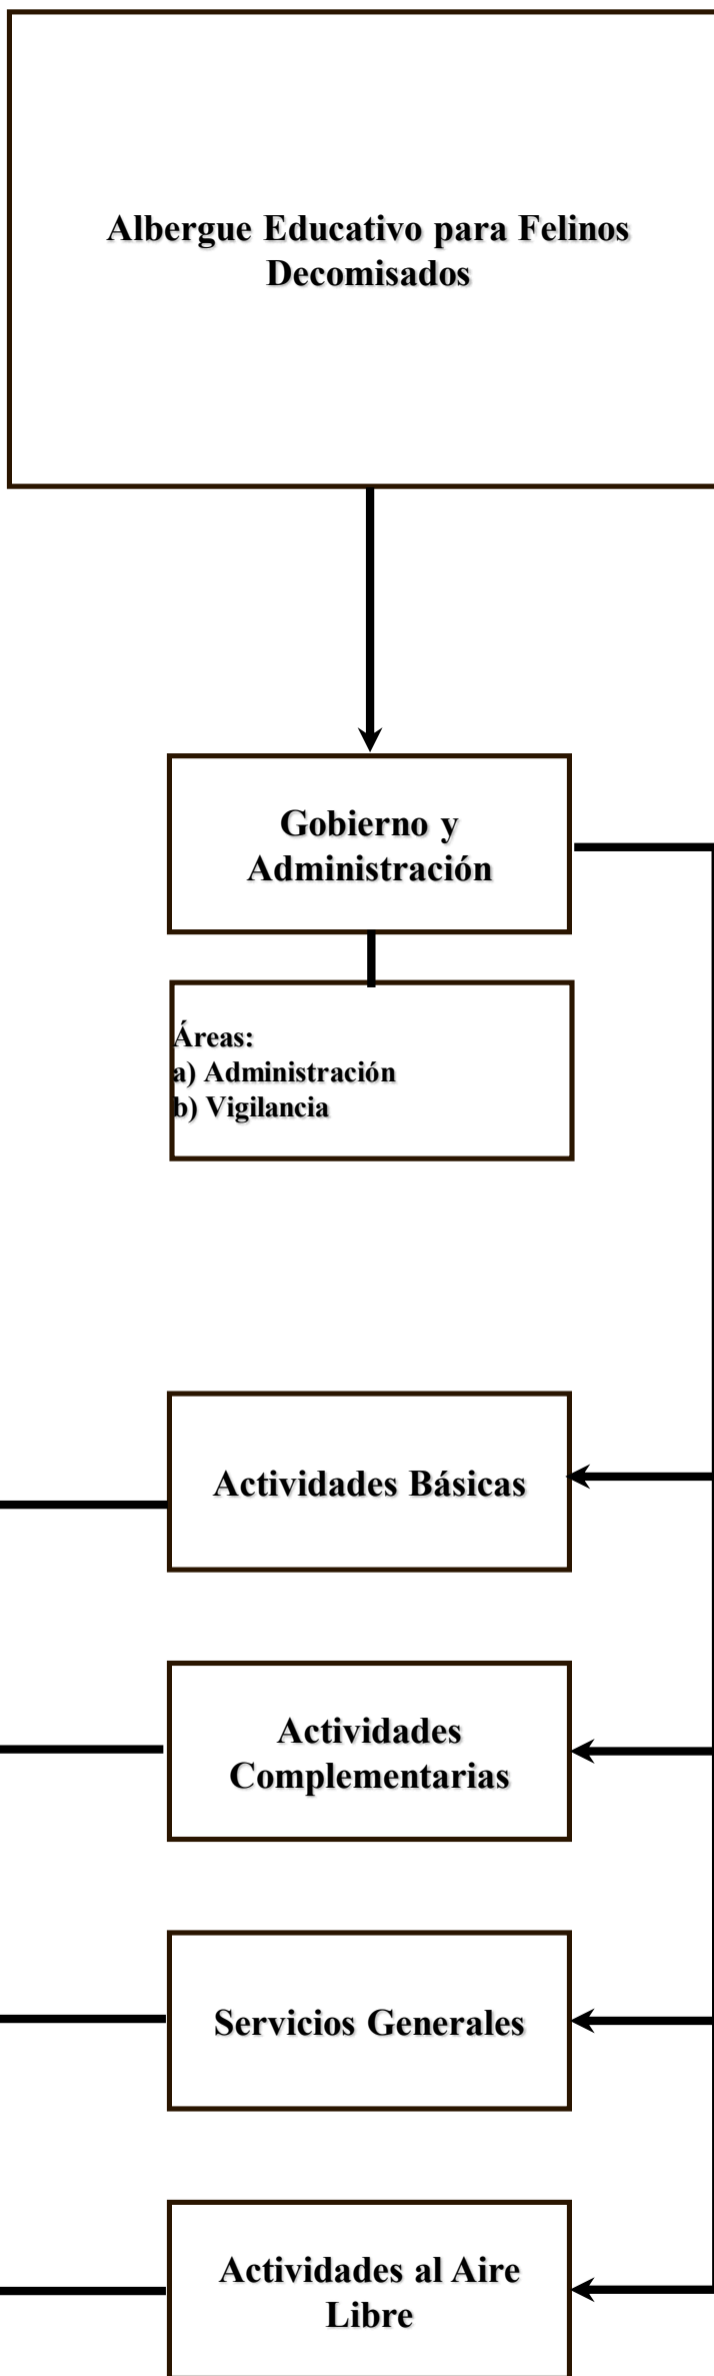 Albergue Educativo para Felinos
Decomisados
Gobierno y
Administración
Áreas:
a) Administración
b) Vigilancia
Actividades Básicas
Actividades
Complementarias
Servicios Generales
Actividades al Aire
Libre